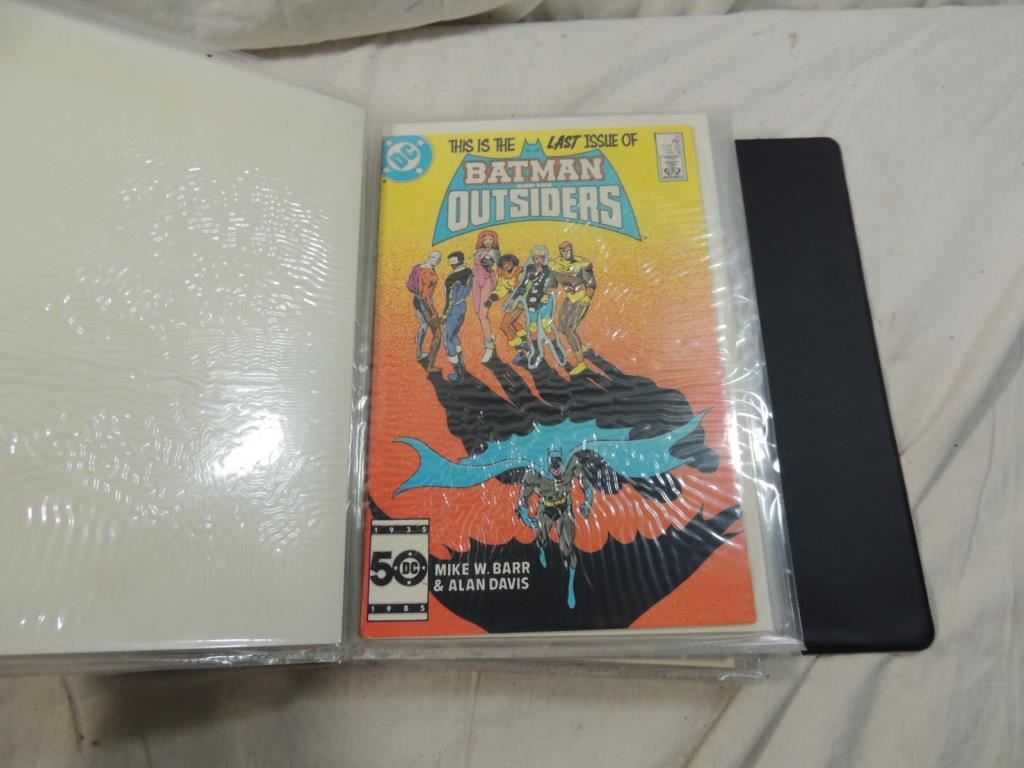 THIS IS THE LAST ISSUE OF
DC
BATMAN
AND THE
OUTSIDERS
1935
50 DC
1985
MIKE W. BARR
& ALAN DAVIS